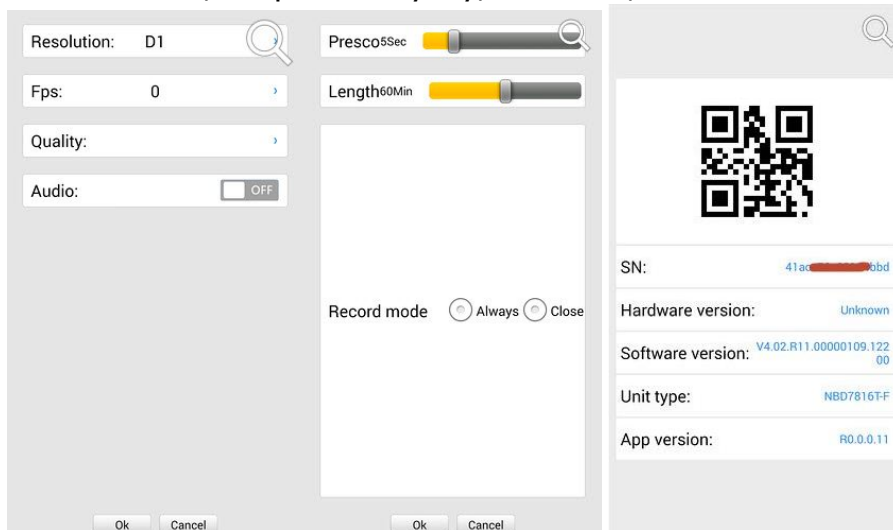 Resolution: D1
Fps: 0
Quality:
Audio: OFF
Ok Cancel
Presco5Sec
Length60Min
Record mode Always Close
Ok Cancel
SN: 41ac bbd
Hardware version: Unknown
Software version: V4.02.R11.00000109.122
00
Unit type: NBD7816T-F
App version: R0.0.0.11